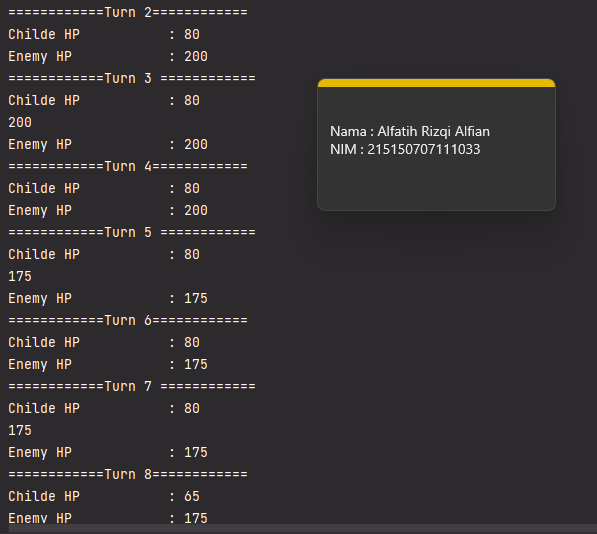 ============Turn 2============
Childe HP           : 80
Enemy HP            : 200
============Turn 3 ============
Childe HP           : 80
200
Enemy HP            : 200
============Turn 4============
Childe HP           : 80
Enemy HP            : 200
============Turn 5 ============
Childe HP           : 80
175
Enemy HP            : 175
============Turn 6============
Childe HP           : 80
Enemy HP            : 175
============Turn 7 ============
Childe HP           : 80
175
Enemy HP            : 175
============Turn 8============
Childe HP           : 65
Enemy HP            : 175
Nama : Alfatih Rizqi Alfian
NIM : 215150707111033